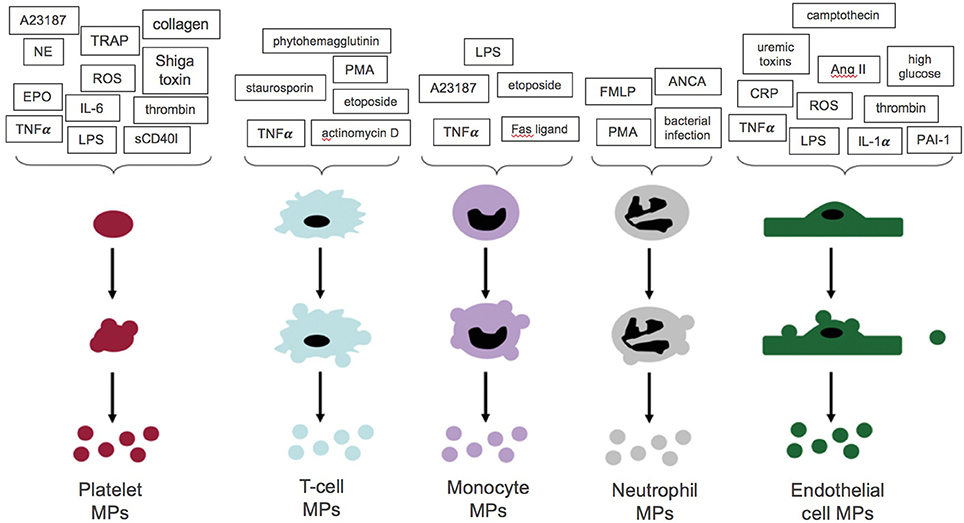 A23187
collagen
NE
TRAP
Shiga
toxin
ROS
EPO
IL-6
thrombin
TNFα
LPS
sCD40l
phytohemagglutinin
PMA
staurosporin
etoposide
TNFα
actinomycin D
LPS
A23187
etoposide
TNFα
Fas ligand
FMLP
ANCA
PMA
bacterial
infection
camptothecin
uremic
toxins
Ang II
high
glucose
CRP
ROS
thrombin
TNFα
LPS
IL-1α
PAI-1
Platelet
MPs
T-cell
MPs
Monocyte
MPs
Neutrophil
MPs
Endothelial
cell MPs